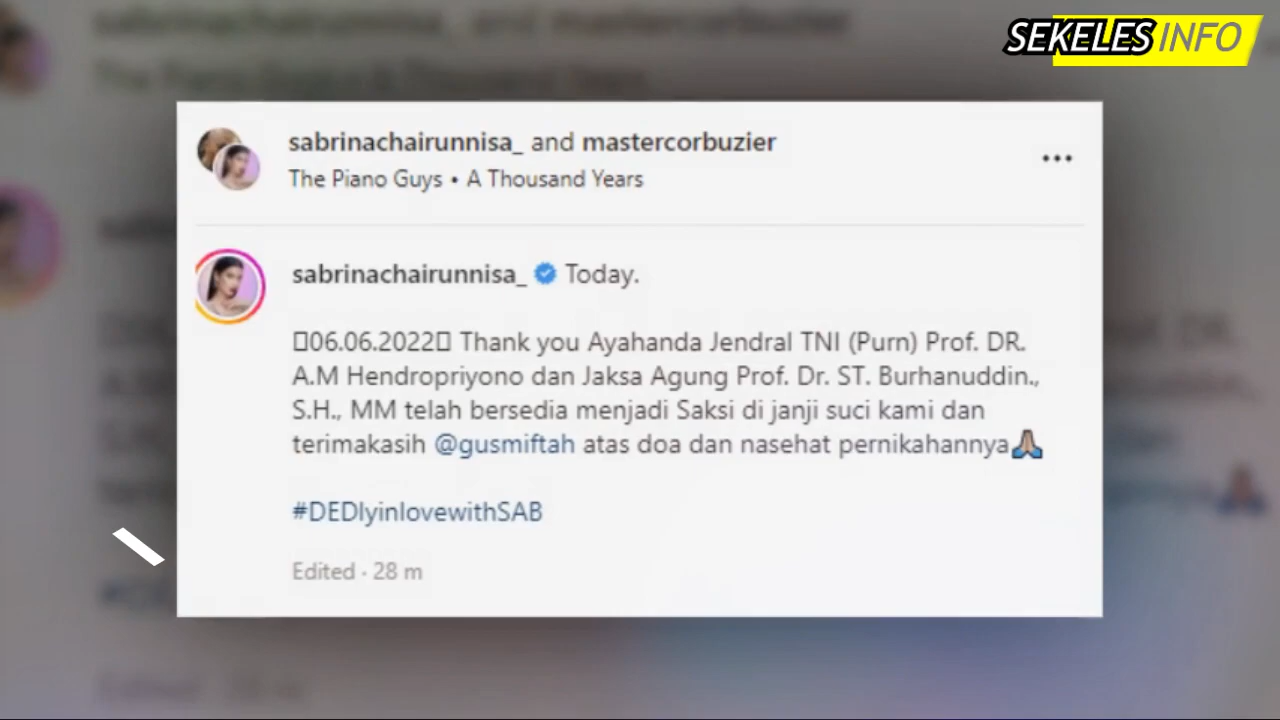 SEKELES INFO
sabrinachairunnisa_ and mastercorbuzier
The Piano Guys • A Thousand Years
sabrinachairunnisa_ Today.
06.06.2022 Thank you Ayahanda Jendral TNI (Purn) Prof. DR.
A.M Hendropriyono dan Jaksa Agung Prof. Dr. ST. Burhanuddin.,
S.H., MM telah bersedia menjadi Saksi di janji suci kami dan
terimakasih @gusmiftah atas doa dan nasehat pernikahannya🙏🏼
#DEDlyinlovewithSAB
Edited · 28 m